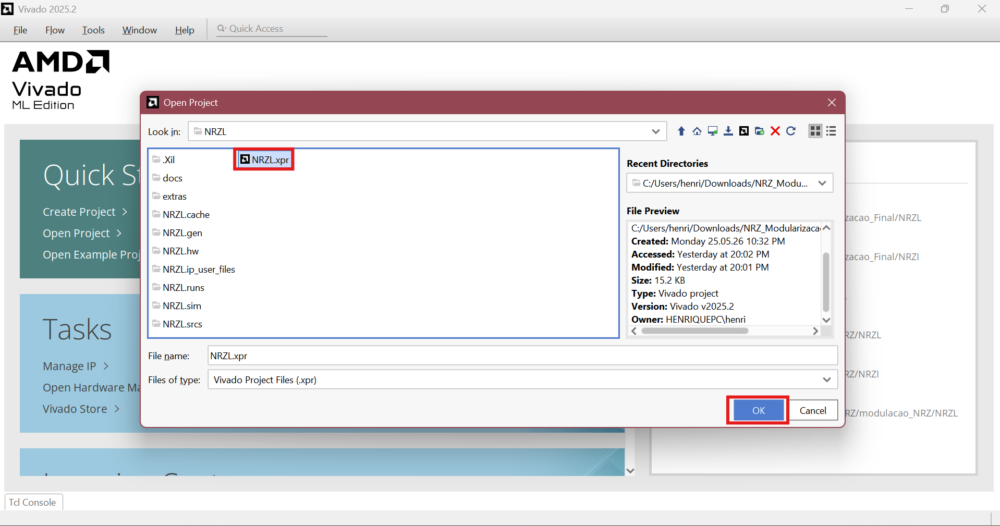 Vivado 2025.2
File Flow Tools Window Help Quick Access
AMD
Vivado
ML Edition
Open Project
Look in: NRZL
.Xil
docs
extras
NRZL.cache
NRZL.gen
NRZL.hw
NRZL.ip_user_files
NRZL.runs
NRZL.sim
NRZL.srcs
NRZL.xpr
Recent Directories
C:/Users/henri/Downloads/NRZ_Modu...
File Preview
C:/Users/henri/Downloads/NRZ_Modularizaca
Created: Monday 25.05.26 10:32 PM
Accessed: Yesterday at 20:02 PM
Modified: Yesterday at 20:01 PM
Size: 15.2 KB
Type: Vivado project
Version: Vivado v2025.2
Owner: HENRIQUEPC\henri
File name: NRZL.xpr
Files of type: Vivado Project Files (.xpr)
OK Cancel
Quick St
Create Project >
Open Project >
Open Example Proj
Tasks
Manage IP >
Open Hardware Ma
Vivado Store >
zacao_Final/NRZL
zacao_Final/NRZI
RZ/NRZL
RZ/NRZI
RZ/modulacao_NRZ/NRZL
Tcl Console